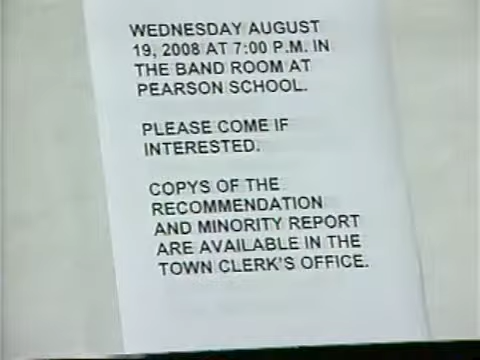 WEDNESDAY AUGUST
19, 2008 AT 7:00 P.M. IN
THE BAND ROOM AT
PEARSON SCHOOL.
PLEASE COME IF
INTERESTED.
COPYS OF THE
RECOMMENDATION
AND MINORITY REPORT
ARE AVAILABLE IN THE
TOWN CLERK'S OFFICE.